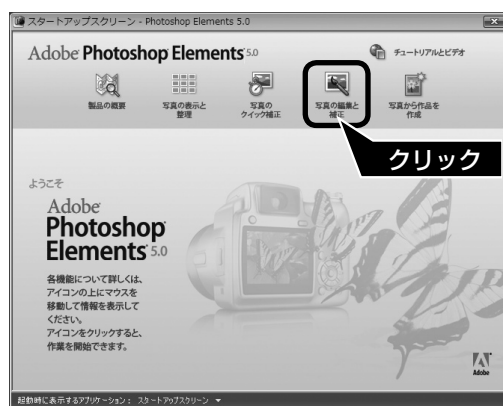 スタートアップスクリーン - Photoshop Elements 5.0
Adobe Photoshop Elements 5.0
チュートリアルとビデオ
製品の概要
写真の表示と
整理
写真の
クイック補正
写真の編集と
補正
写真から作品を
作成
クリック
ようこそ
Adobe
Photoshop
Elements 5.0
各機能について詳しくは、
アイコンの上にマウスを
移動して情報を表示して
ください。
アイコンをクリックすると、
作業を開始できます。
Adobe
起動時に表示するアプリケーション： スタートアップスクリーン